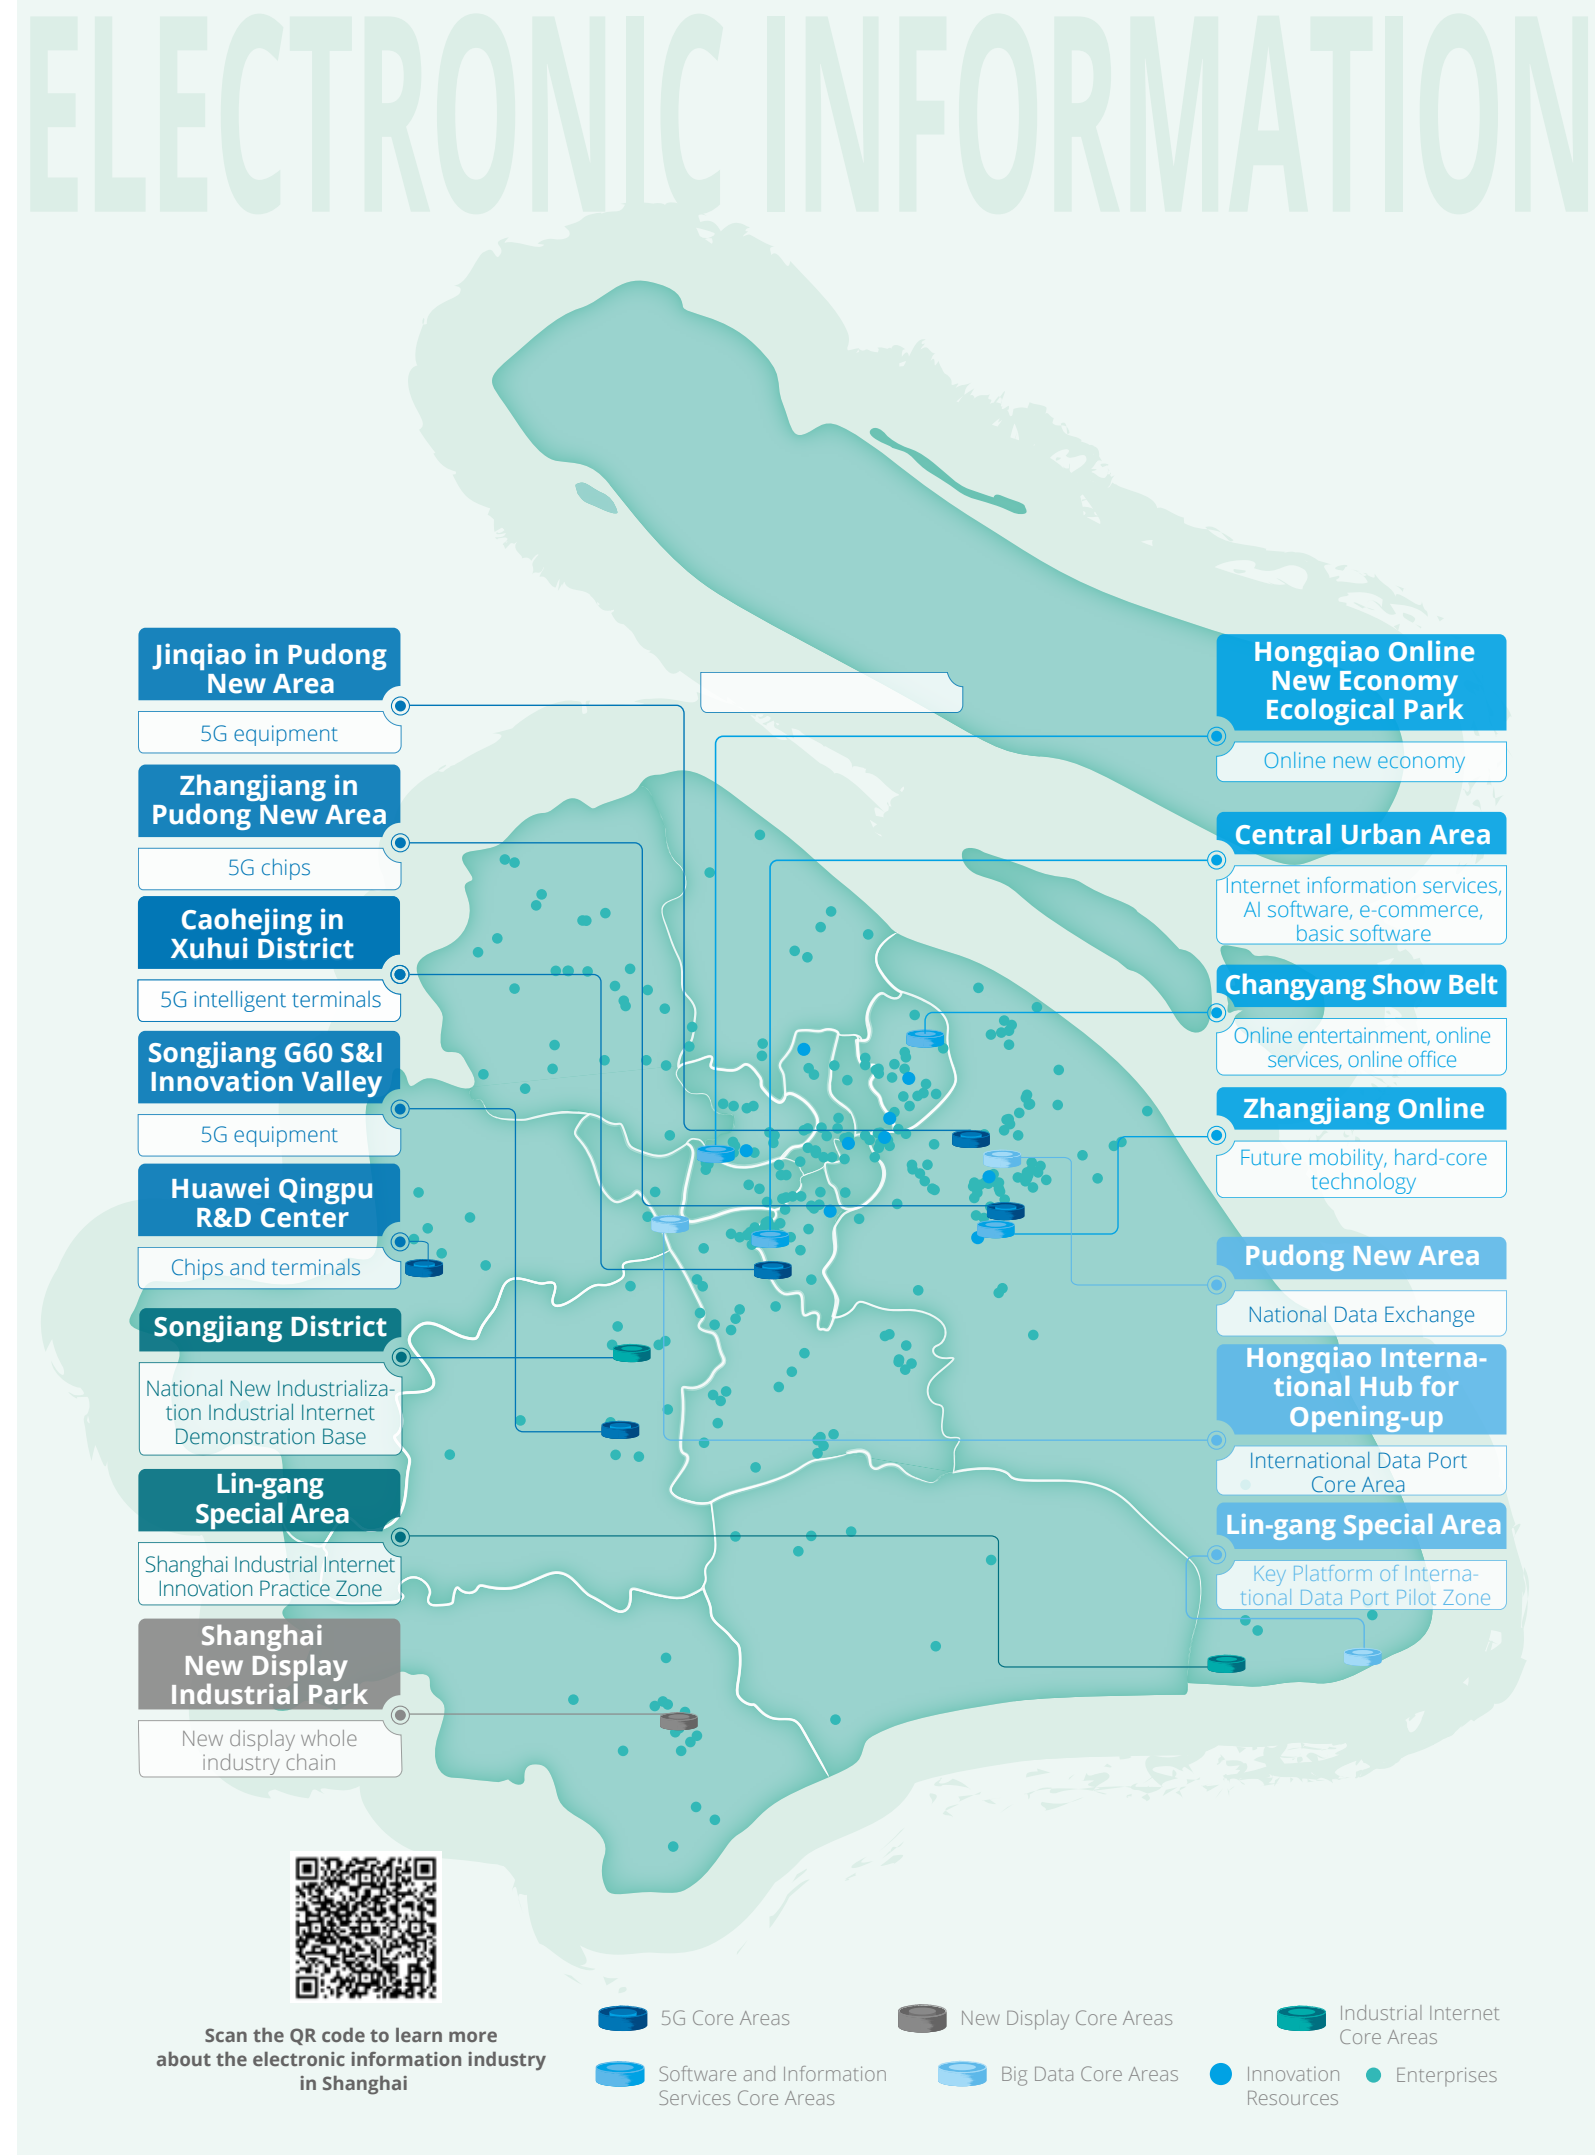 ELECTRONIC INFORMATION
Jinqiao in Pudong
New Area
5G equipment
Zhangjiang in
Pudong New Area
5G chips
Caohejing in
Xuhui District
5G intelligent terminals
Songjiang G60 S&I
Innovation Valley
5G equipment
Huawei Qingpu
R&D Center
Chips and terminals
Songjiang District
National New Industrializa-
tion Industrial Internet
Demonstration Base
Lin-gang
Special Area
Shanghai Industrial Internet
Innovation Practice Zone
Shanghai
New Display
Industrial Park
New display whole
industry chain
Hongqiao Online
New Economy
Ecological Park
Online new economy
Central Urban Area
Internet information services,
AI software, e-commerce,
basic software
Changyang Show Belt
Online entertainment, online
services, online office
Zhangjiang Online
Future mobility, hard-core
technology
Pudong New Area
National Data Exchange
Hongqiao Interna-
tional Hub for
Opening-up
International Data Port
Core Area
Lin-gang Special Area
Key Platform of Interna-
tional Data Port Pilot Zone
Scan the QR code to learn more
about the electronic information industry
in Shanghai
5G Core Areas
New Display Core Areas
Industrial Internet
Core Areas
Software and Information
Services Core Areas
Big Data Core Areas
Innovation
Resources
Enterprises